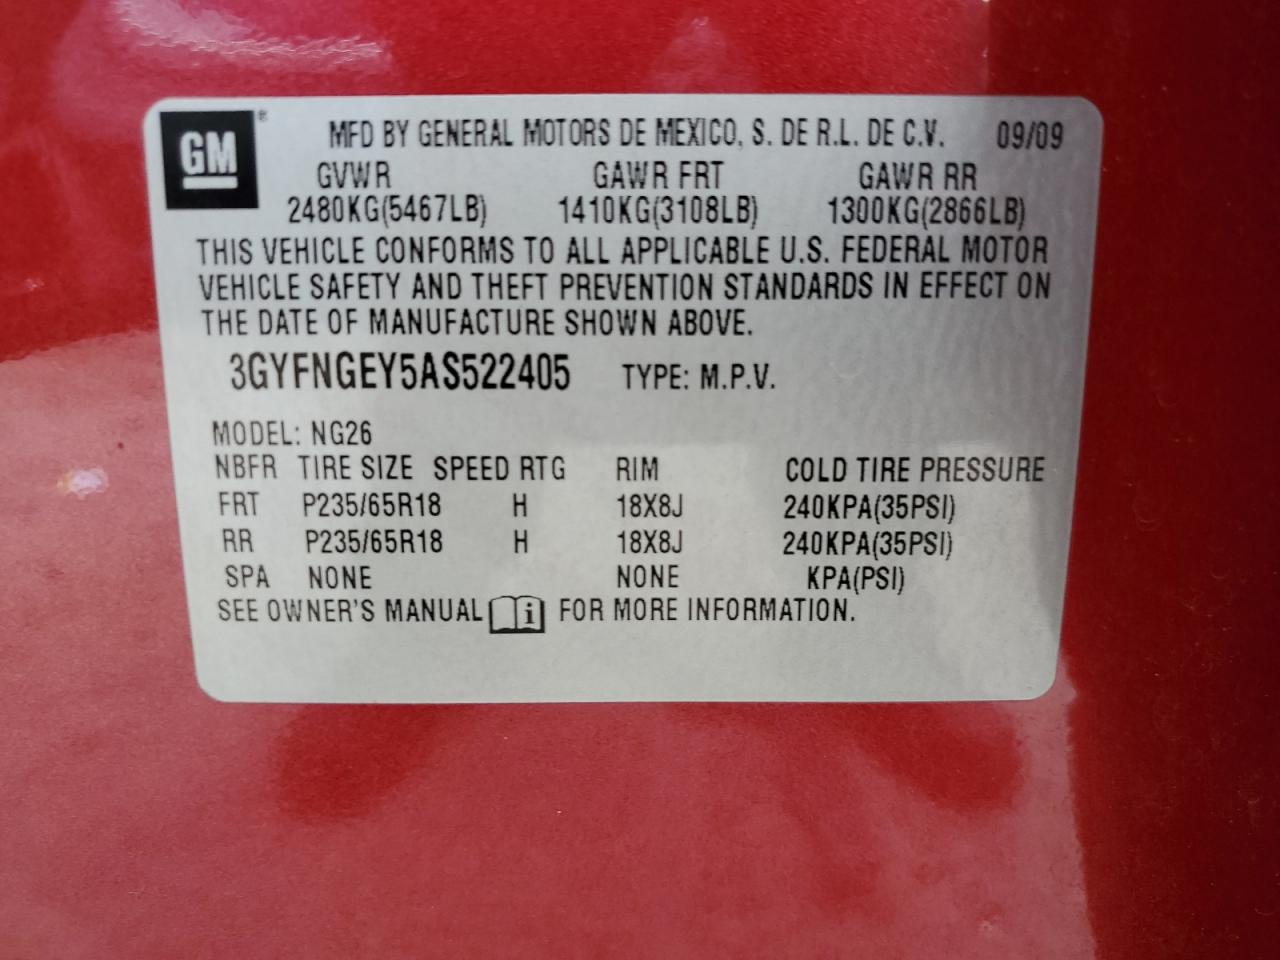 GM ® MFD BY GENERAL MOTORS DE MEXICO, S. DE R.L. DE C.V. 09/09
GVWR GAWR FRT GAWR RR
2480KG(5467LB) 1410KG(3108LB) 1300KG(2866LB)
THIS VEHICLE CONFORMS TO ALL APPLICABLE U.S. FEDERAL MOTOR
VEHICLE SAFETY AND THEFT PREVENTION STANDARDS IN EFFECT ON
THE DATE OF MANUFACTURE SHOWN ABOVE.
3GYFNGEY5AS522405 TYPE: M.P.V.
MODEL: NG26
NBFR TIRE SIZE SPEED RTG RIM COLD TIRE PRESSURE
FRT P235/65R18 H 18X8J 240KPA(35PSI)
RR P235/65R18 H 18X8J 240KPA(35PSI)
SPA NONE NONE KPA(PSI)
SEE OWNER'S MANUAL i FOR MORE INFORMATION.